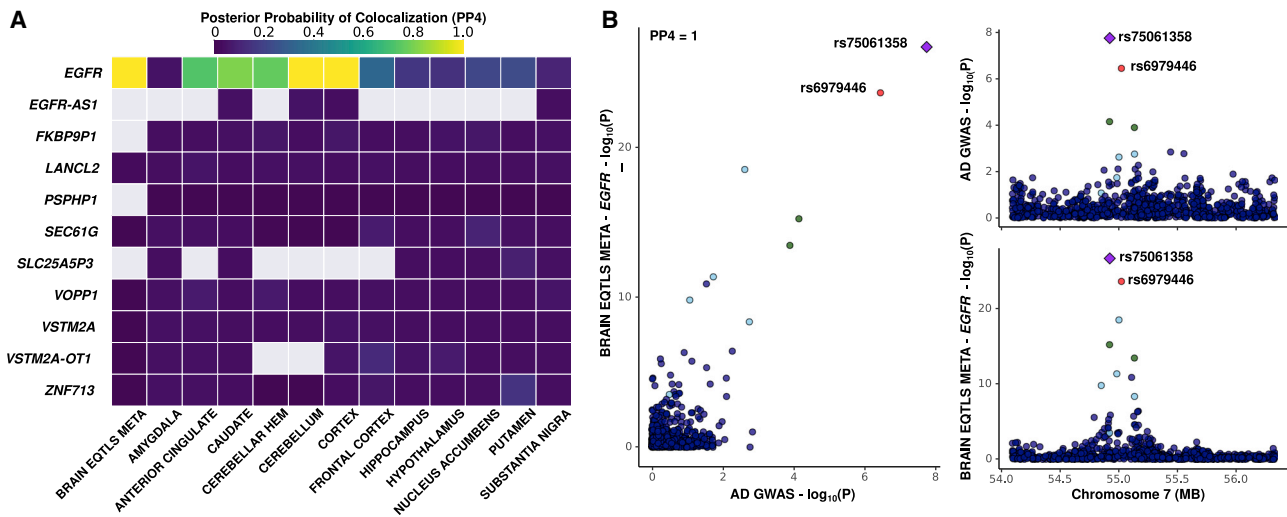 A
Posterior Probability of Colocalization (PP4)
0.0 0.2 0.4 0.6 0.8 1.0
EGFR
EGFR-AS1
FKBP9P1
LANCL2
PSPHP1
SEC61G
SLC25A5P3
VOPP1
VSTM2A
VSTM2A-OT1
ZNF713
BRAIN EQTLS META
AMYGDALA
ANTERIOR CINGULATE
CAUDATE
CEREBELLAR HEM
CEREBELLUM
CORTEX
FRONTAL CORTEX
HIPPOCAMPUS
HYPOTHALAMUS
NUCLEUS ACCUMBENS
PUTAMEN
SUBSTANTIA NIGRA
B
PP4 = 1
rs75061358
rs6979446
BRAIN EQTLS META - EGFR - log10(P)
20
10
0
0 2 4 6 8
AD GWAS - log10(P)
AD GWAS - log10(P)
8
6
4
2
0
rs75061358
rs6979446
BRAIN EQTLS META - EGFR - log10(P)
20
10
0
rs75061358
rs6979446
54.0 54.5 55.0 55.5 56.0
Chromosome 7 (MB)